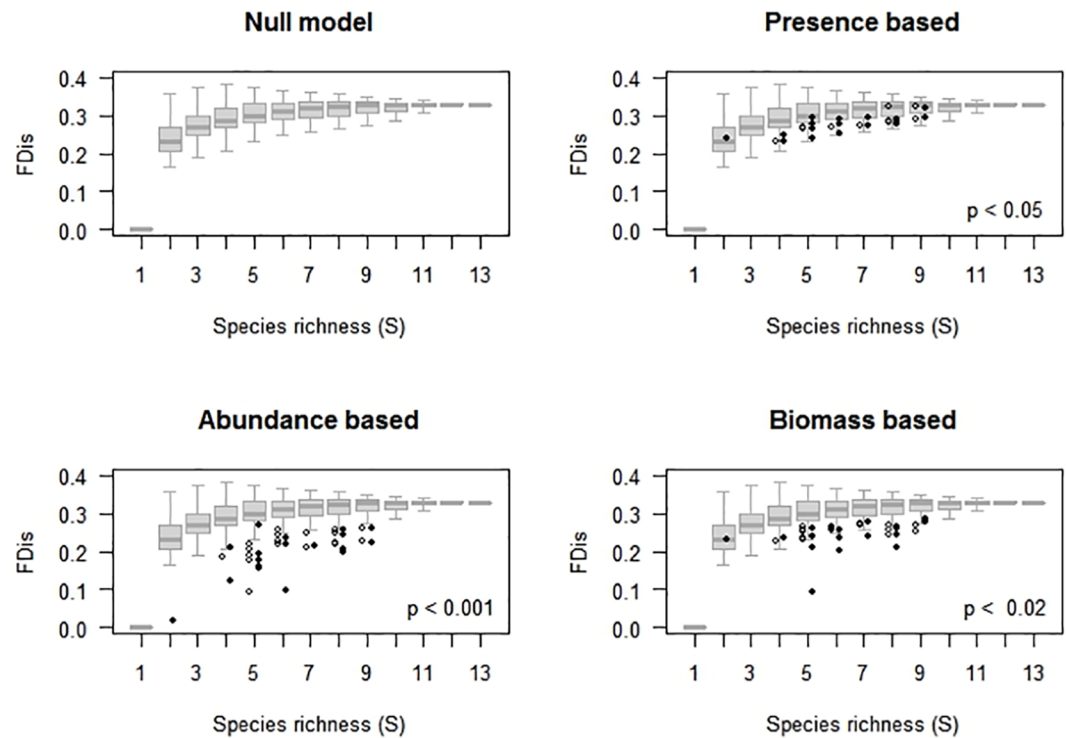 Null model
Presence based
0.4
0.3
0.2
0.1
0.0
FDis
1 3 5 7 9 11 13
Species richness (S)
0.4
0.3
0.2
0.1
0.0
FDis
p < 0.05
1 3 5 7 9 11 13
Species richness (S)
Abundance based
Biomass based
0.4
0.3
0.2
0.1
0.0
FDis
p < 0.001
1 3 5 7 9 11 13
Species richness (S)
0.4
0.3
0.2
0.1
0.0
FDis
p < 0.02
1 3 5 7 9 11 13
Species richness (S)